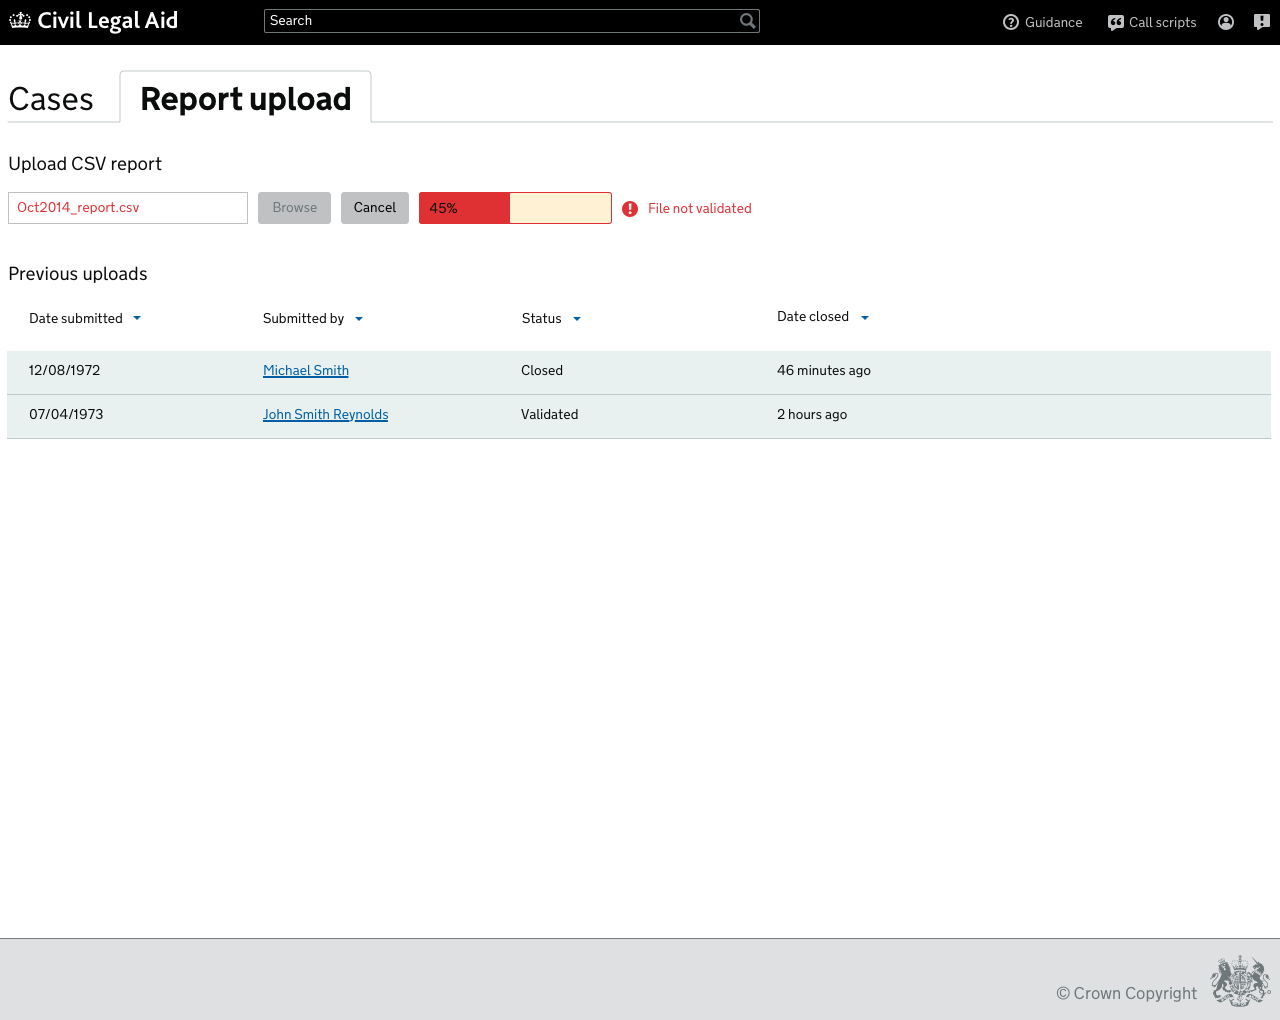 Civil Legal Aid
Search
Guidance
Call scripts
Cases
Report upload
Upload CSV report
Oct2014_report.csv
Browse
Cancel
45%
File not validated
Previous uploads
Date submitted
Submitted by
Status
Date closed
12/08/1972
Michael Smith
Closed
46 minutes ago
07/04/1973
John Smith Reynolds
Validated
2 hours ago
© Crown Copyright